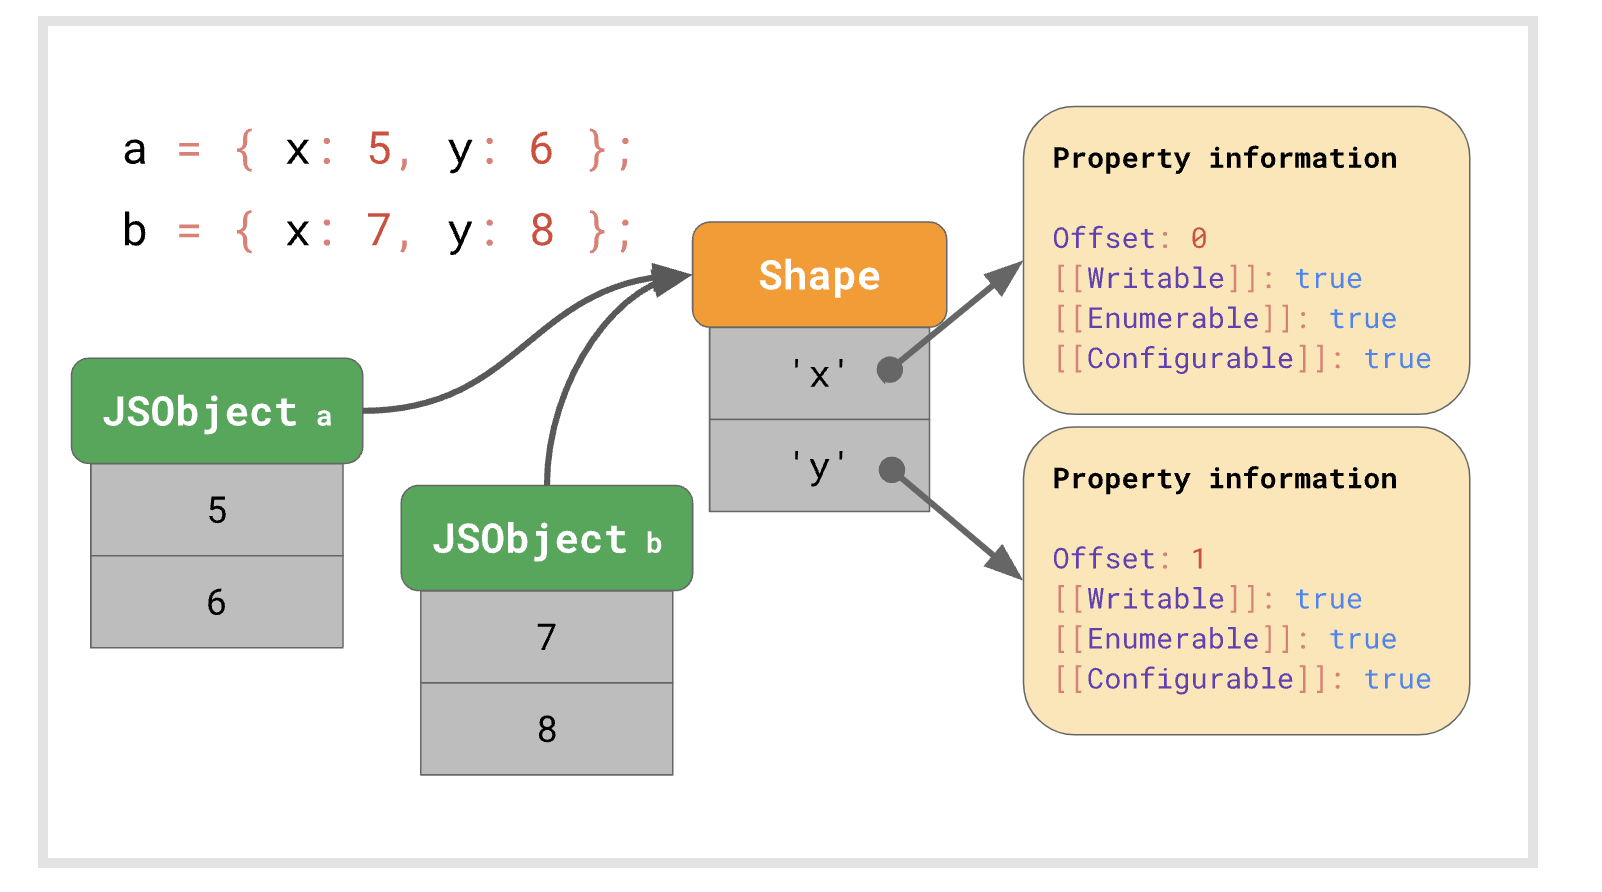 a = { x: 5, y: 6 };
b = { x: 7, y: 8 };
JSObject a
5
6
JSObject b
7
8
Shape
'x'
'y'
Property information
Offset: 0
[[Writable]]: true
[[Enumerable]]: true
[[Configurable]]: true
Property information
Offset: 1
[[Writable]]: true
[[Enumerable]]: true
[[Configurable]]: true